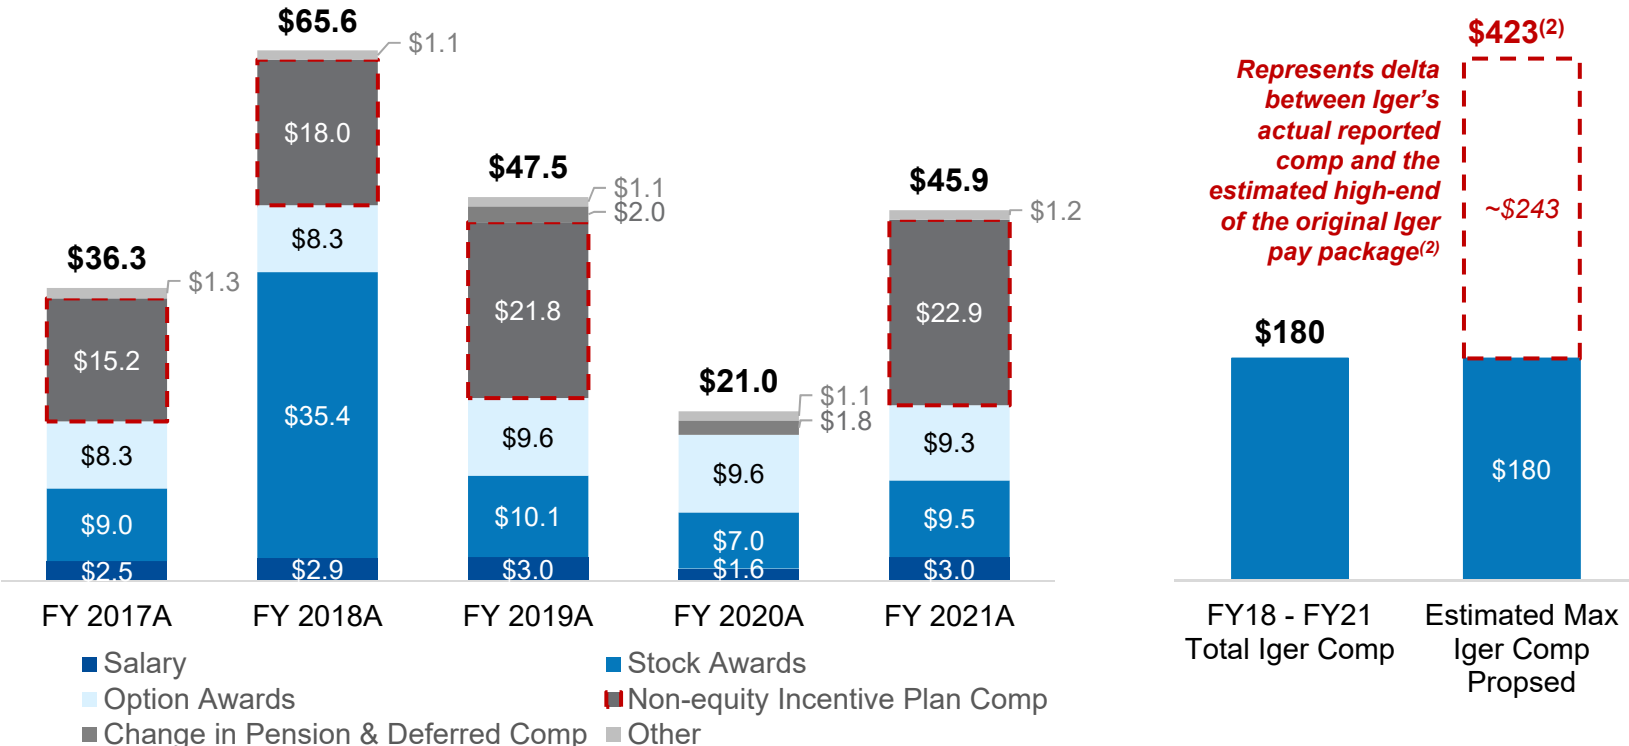 $36.3
$1.3
$15.2
$8.3
$9.0
$2.5
FY 2017A
$65.6
$1.1
$18.0
$8.3
$35.4
$2.9
FY 2018A
$47.5
$1.1
$2.0
$21.8
$9.6
$10.1
$3.0
FY 2019A
$21.0
$1.1
$1.8
$9.6
$7.0
$1.6
FY 2020A
$45.9
$1.2
$22.9
$9.3
$9.5
$3.0
FY 2021A
Salary
Stock Awards
Option Awards
Non-equity Incentive Plan Comp
Change in Pension & Deferred Comp
Other
$423(2)
Represents delta
between Iger’s
actual reported
comp and the
estimated high-end
of the original Iger
pay package(2)
~$243
$180
$180
FY18 - FY21
Total Iger Comp
Estimated Max
Iger Comp
Propsed